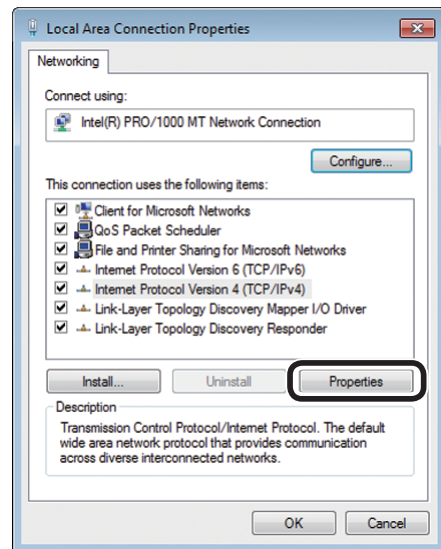 Local Area Connection Properties
Networking
Connect using:
Intel(R) PRO/1000 MT Network Connection
Configure...
This connection uses the following items:
Client for Microsoft Networks
QoS Packet Scheduler
File and Printer Sharing for Microsoft Networks
Internet Protocol Version 6 (TCP/IPv6)
Internet Protocol Version 4 (TCP/IPv4)
Link-Layer Topology Discovery Mapper I/O Driver
Link-Layer Topology Discovery Responder
Install... Uninstall Properties
Description
Transmission Control Protocol/Internet Protocol. The default
wide area network protocol that provides communication
across diverse interconnected networks.
OK Cancel